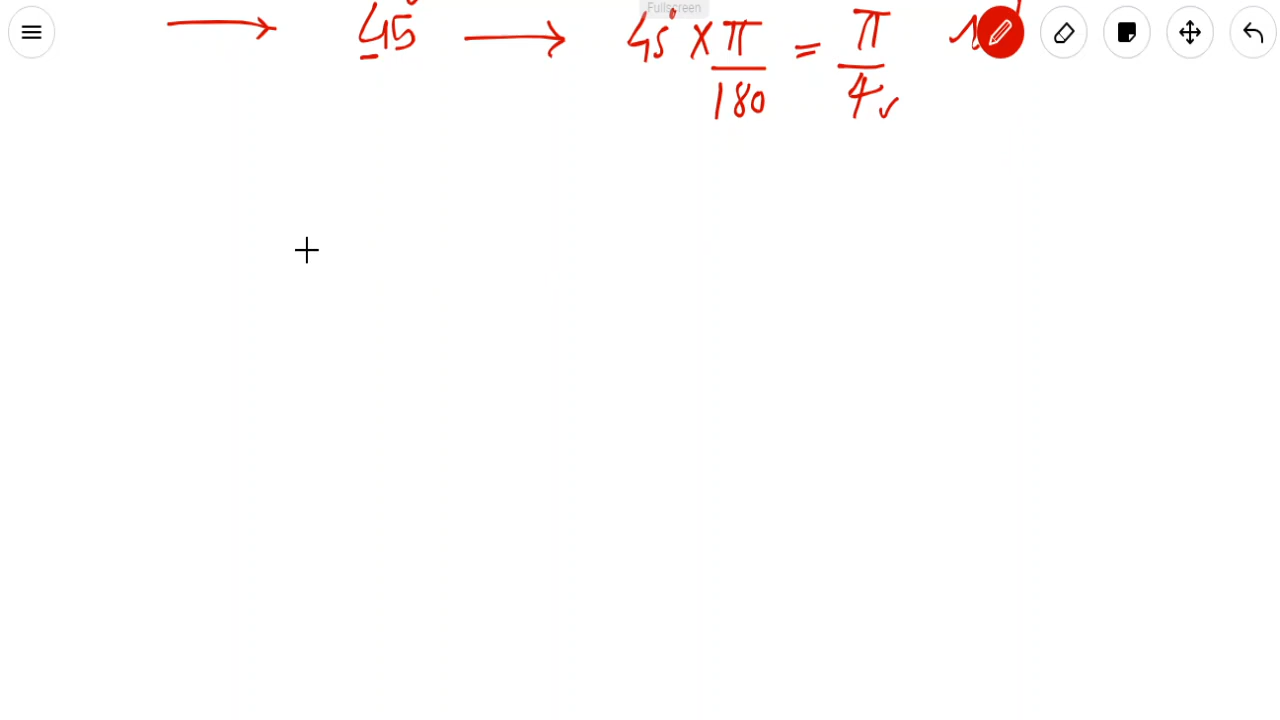 Fullscreen
→ 45° → 45° × π/180 = π/4